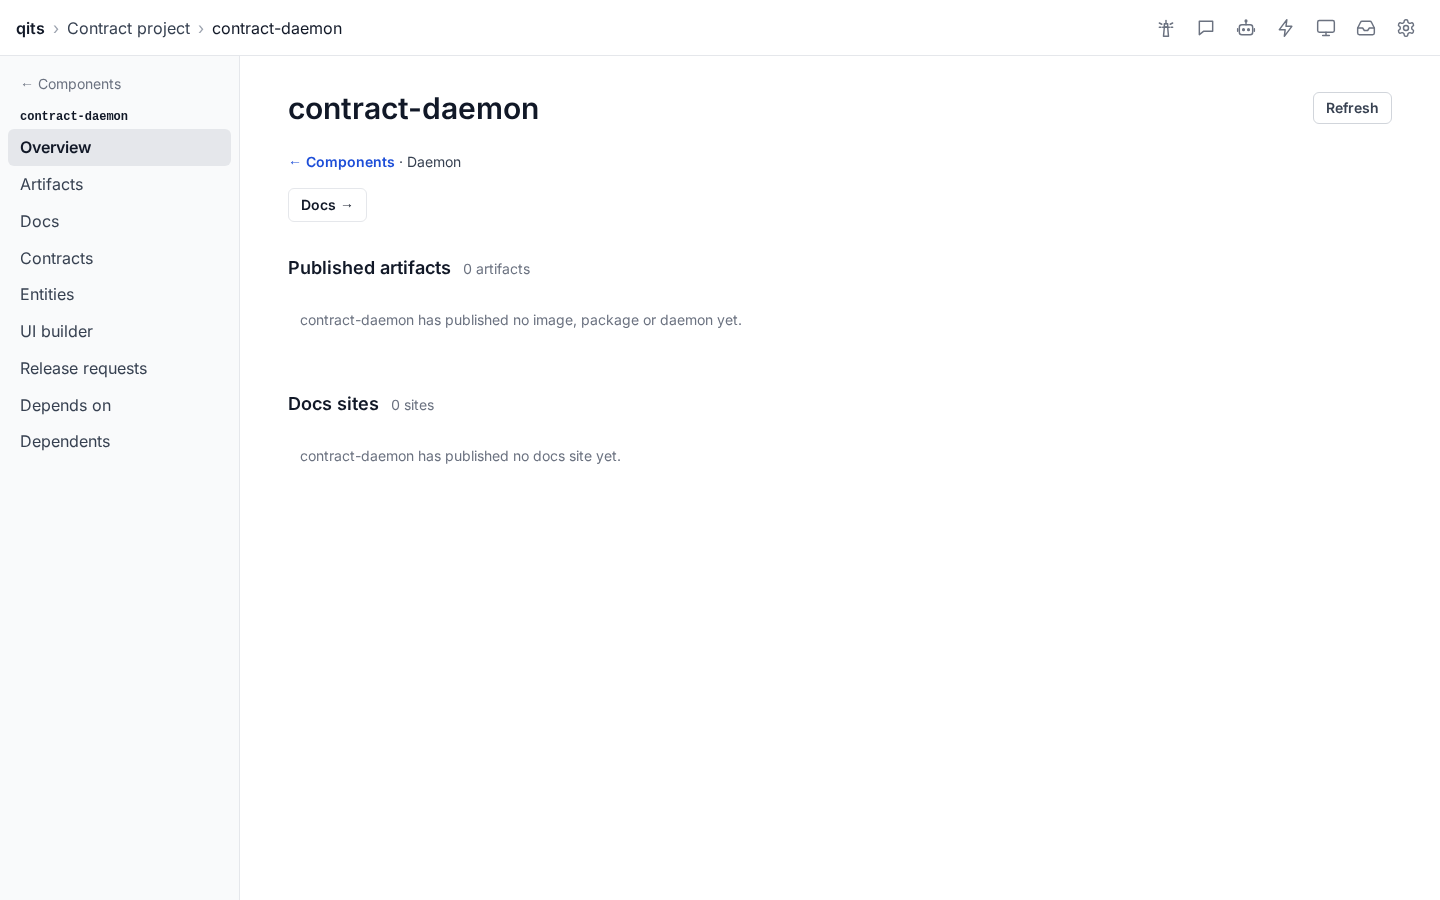 qits › Contract project › contract-daemon
← Components
contract-daemon
Overview
Artifacts
Docs
Contracts
Entities
UI builder
Release requests
Depends on
Dependents
contract-daemon
Refresh
← Components · Daemon
Docs →
Published artifacts 0 artifacts
contract-daemon has published no image, package or daemon yet.
Docs sites 0 sites
contract-daemon has published no docs site yet.